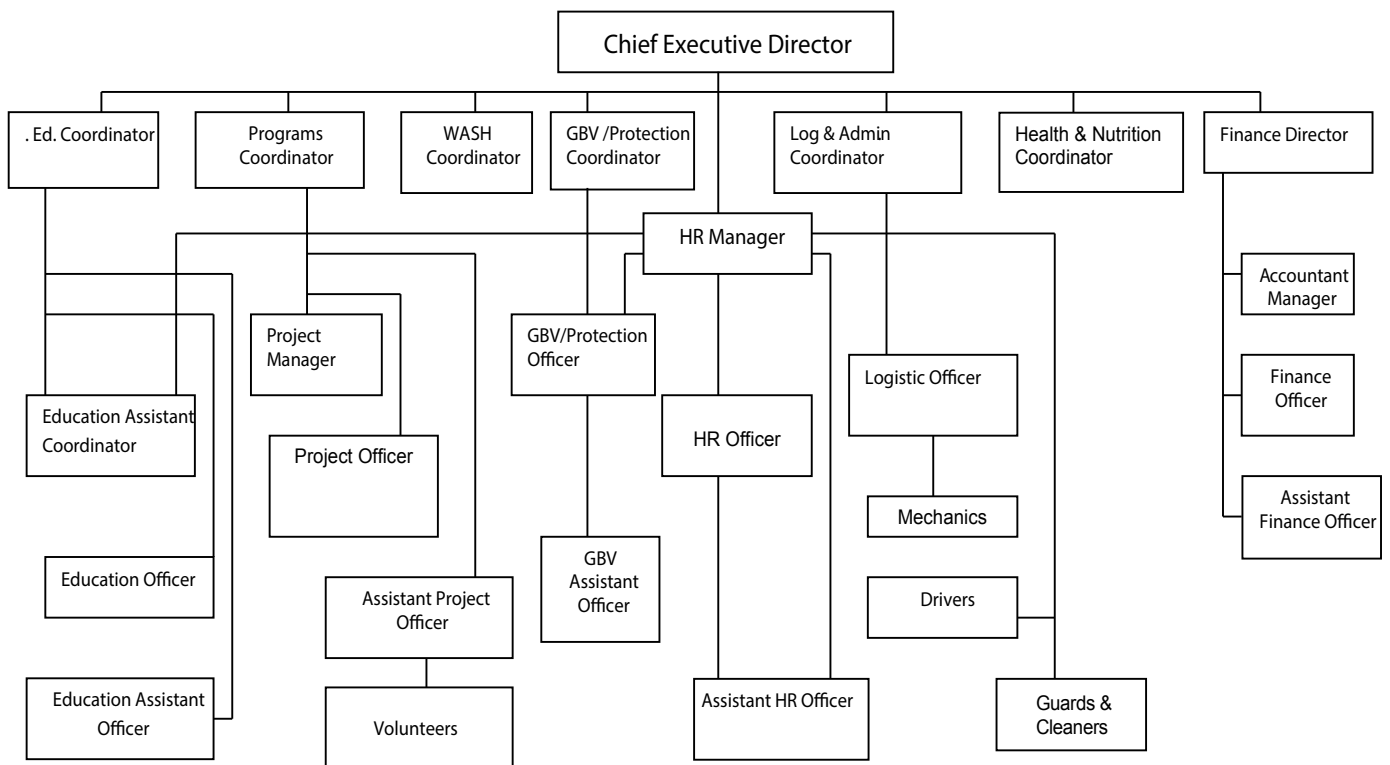 Chief Executive Director
. Ed. Coordinator
Programs
Coordinator
WASH
Coordinator
GBV /Protection
Coordinator
Log & Admin
Coordinator
Health & Nutrition
Coordinator
Finance Director
HR Manager
Accountant
Manager
Project
Manager
GBV/Protection
Officer
Logistic Officer
Finance
Officer
Education Assistant
Coordinator
Project Officer
HR Officer
Mechanics
Assistant
Finance Officer
Education Officer
Assistant Project
Officer
GBV
Assistant
Officer
Drivers
Education Assistant
Officer
Volunteers
Assistant HR Officer
Guards &
Cleaners